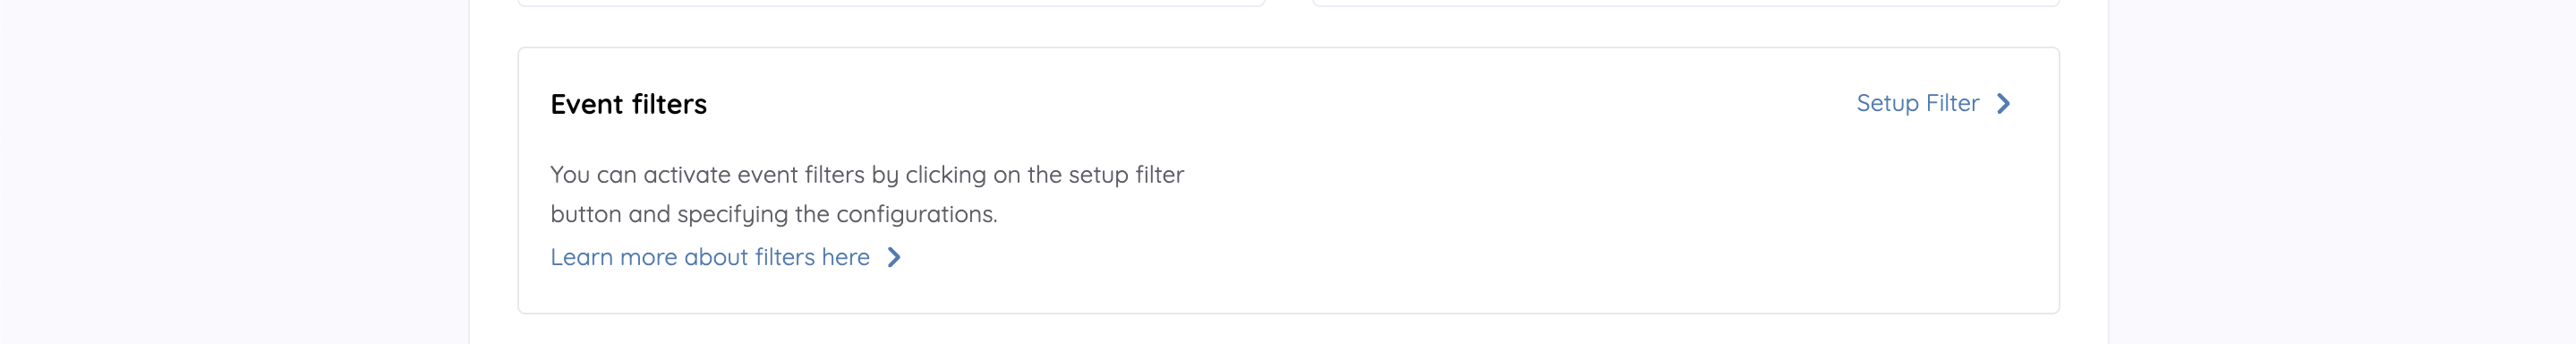 Event filters
Setup Filter
You can activate event filters by clicking on the setup filter
button and specifying the configurations.
Learn more about filters here